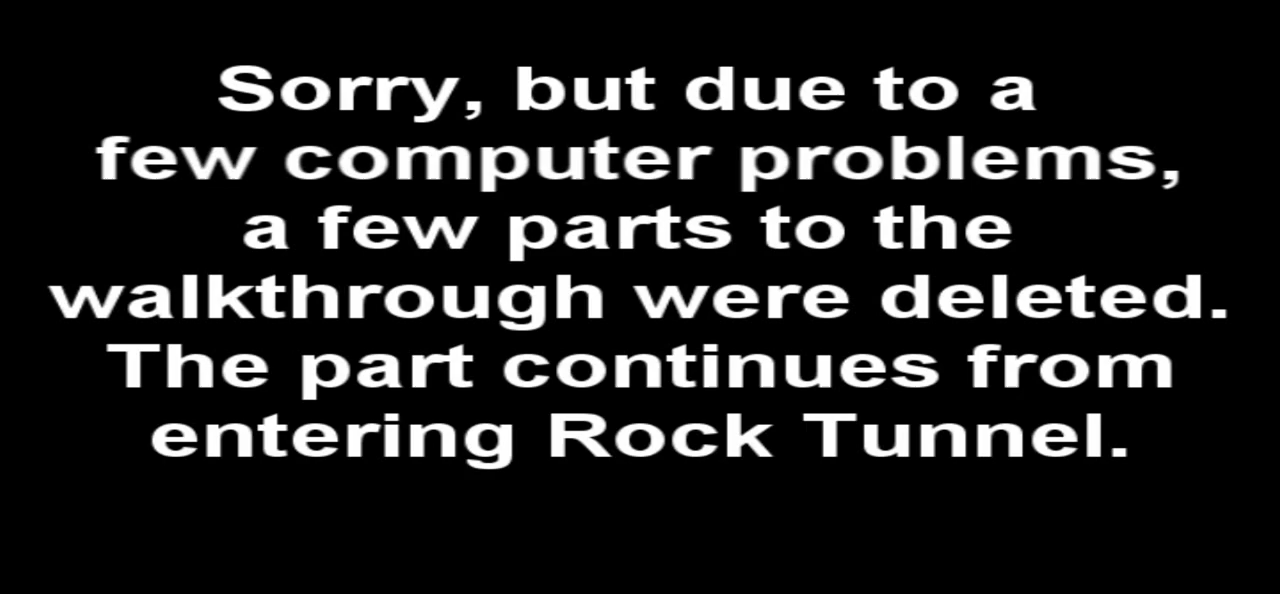 Sorry, but due to a
few computer problems,
a few parts to the
walkthrough were deleted.
The part continues from
entering Rock Tunnel.